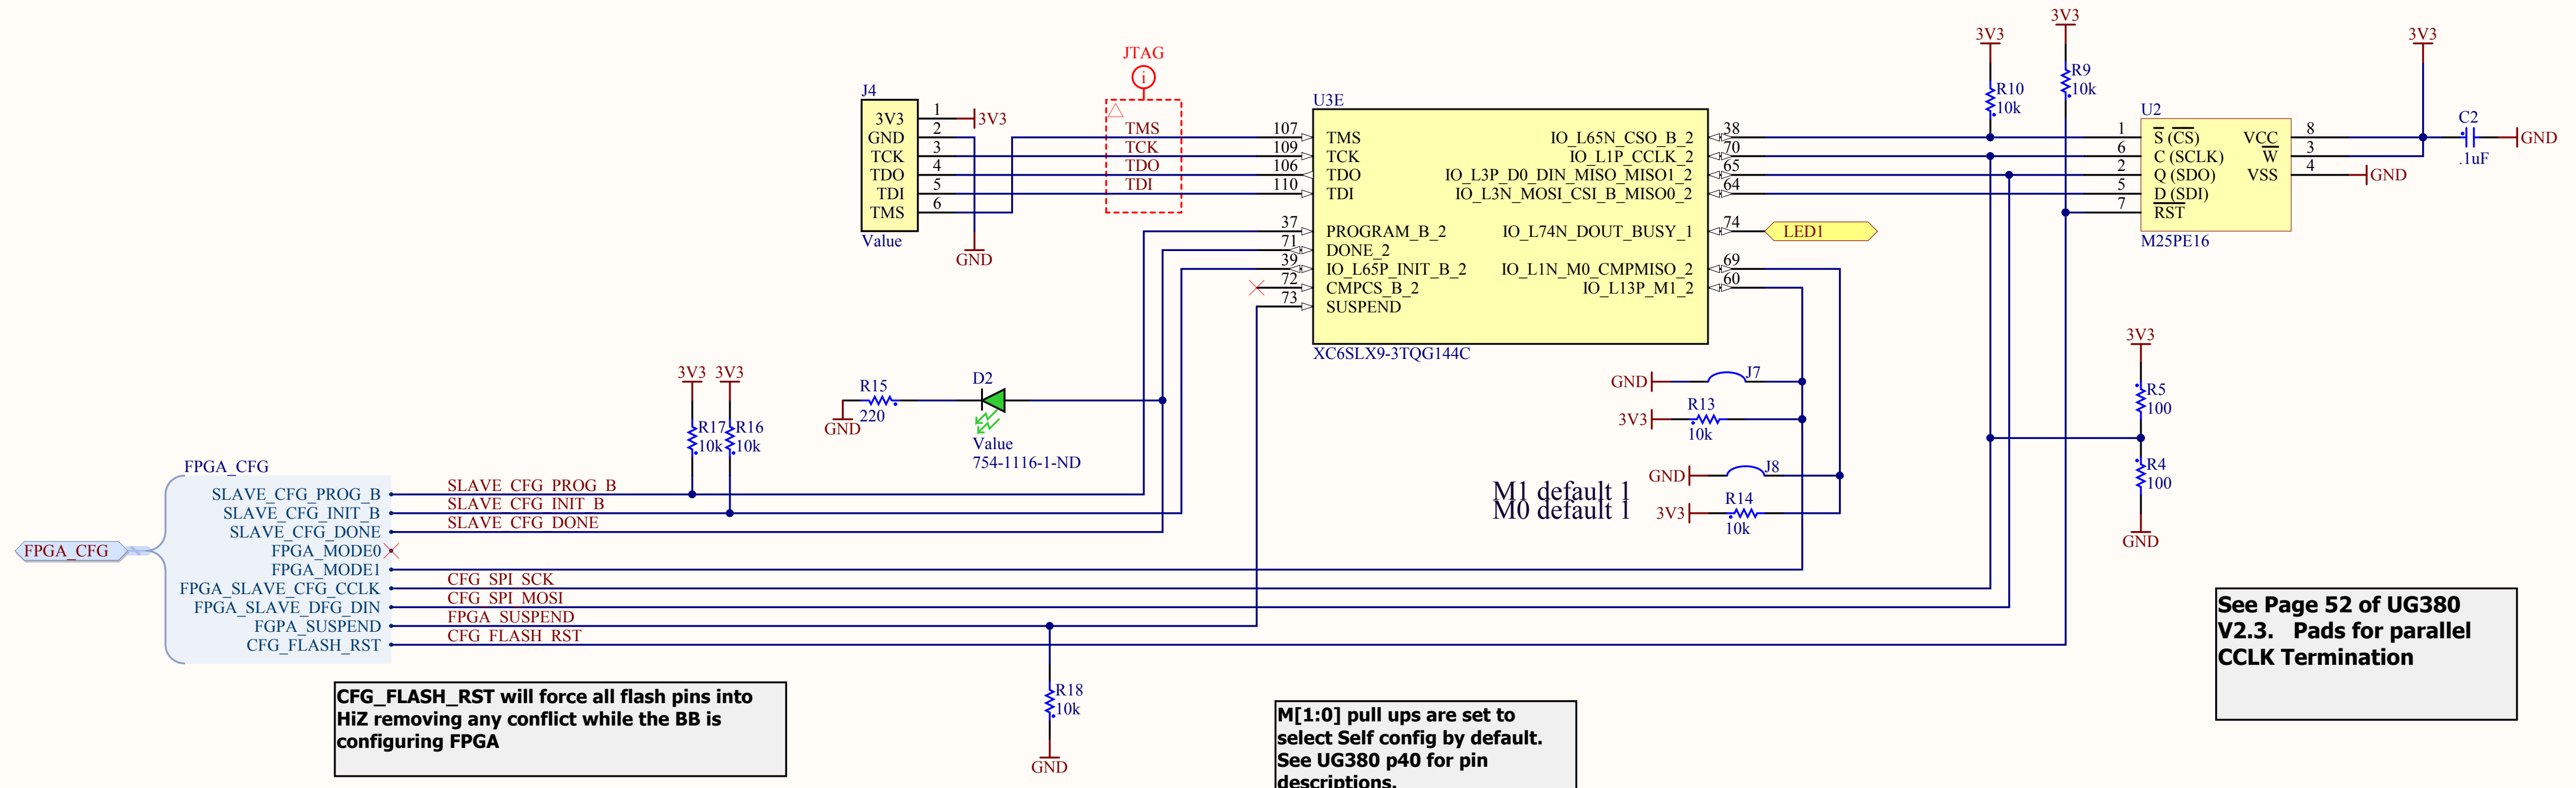 3V3
3V3
3V3
JTAG
i
R9
10k
R10
10k
J4
U3E
U2
C2
.1uF
GND
3V3 1 3V3
GND 2
TCK 3
TDO 4
TDI 5
TMS 6
Value
GND
TMS
TCK
TDO
TDI
107 TMS
109 TCK
106 TDO
110 TDI
37 PROGRAM_B_2
71 DONE_2
39 IO_L65P_INIT_B_2
72 CMPCS_B_2
73 SUSPEND
IO_L65N_CSO_B_2 38
IO_L1P_CCLK_2 70
IO_L3P_D0_DIN_MISO_MISO1_2 65
IO_L3N_MOSI_CSI_B_MISO0_2 64
IO_L74N_DOUT_BUSY_1 74
LED1
IO_L1N_M0_CMPMISO_2 69
IO_L13P_M1_2 60
XC6SLX9-3TQG144C
1 S (CS)
6 C (SCLK)
2 Q (SDO)
5 D (SDI)
7 RST
VCC 8
W 3
VSS 4 GND
M25PE16
3V3
R5
100
R4
100
GND
GND J7
3V3 R13
10k
GND J8
3V3 R14
10k
M1 default 1
M0 default 1
3V3 3V3
R17 R16
10k 10k
R15
220
GND
D2
Value
754-1116-1-ND
FPGA_CFG
FPGA_CFG
SLAVE_CFG_PROG_B SLAVE_CFG_PROG_B
SLAVE_CFG_INIT_B SLAVE_CFG_INIT_B
SLAVE_CFG_DONE SLAVE_CFG_DONE
FPGA_MODE0
FPGA_MODE1
FPGA_SLAVE_CFG_CCLK CFG_SPI_SCK
FPGA_SLAVE_DFG_DIN CFG_SPI_MOSI
FGPA_SUSPEND FPGA_SUSPEND
CFG_FLASH_RST CFG_FLASH_RST
R18
10k
GND
CFG_FLASH_RST will force all flash pins into
HiZ removing any conflict while the BB is
configuring FPGA
M[1:0] pull ups are set to
select Self config by default.
See UG380 p40 for pin
descriptions.
See Page 52 of UG380
V2.3. Pads for parallel
CCLK Termination